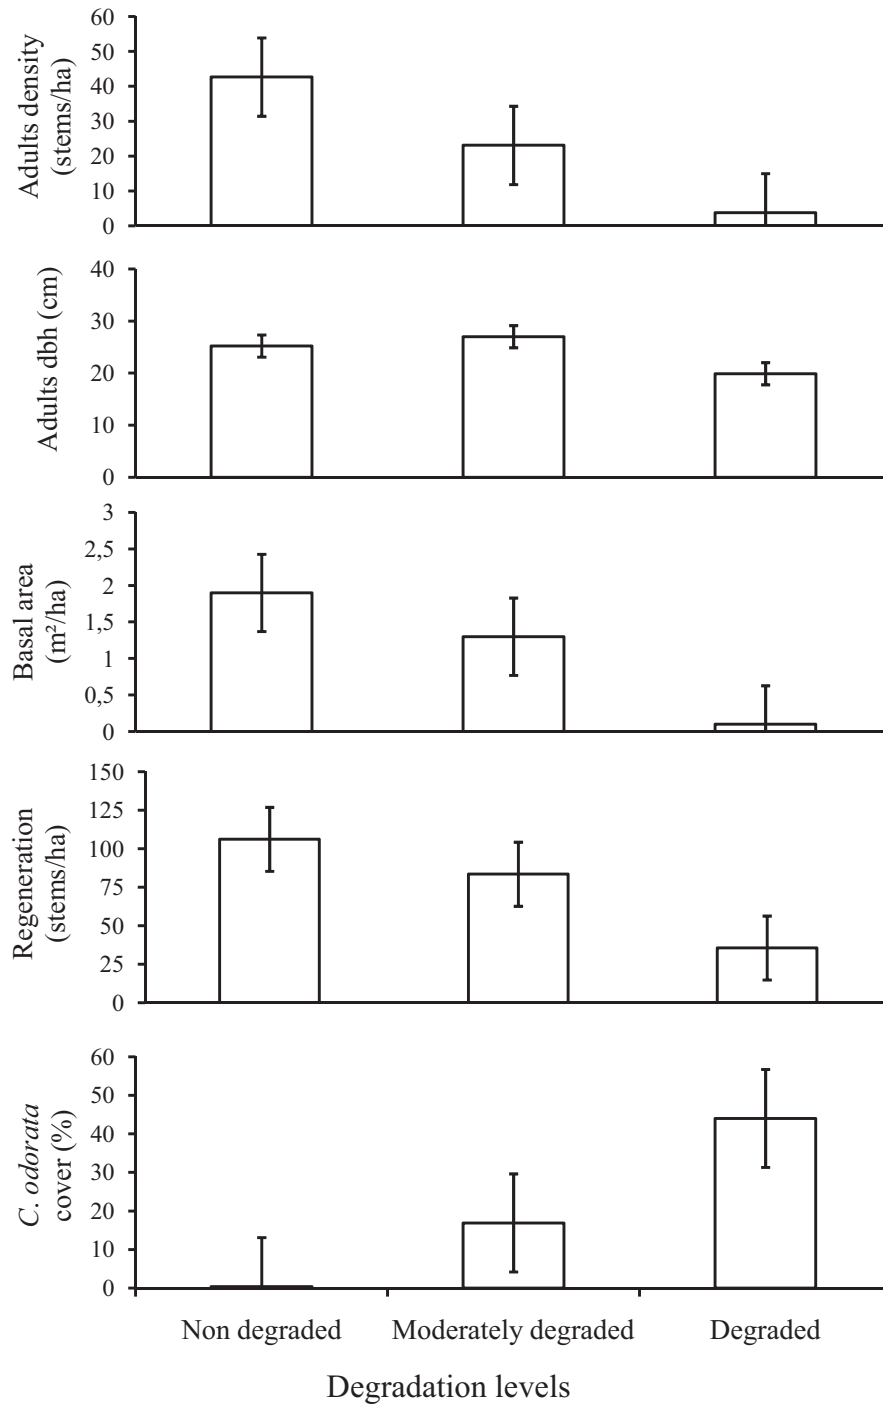 Adults density
(stems/ha)
60
50
40
30
20
10
0
Adults dbh (cm)
40
30
20
10
0
Basal area
(m²/ha)
3
2,5
2
1,5
1
0,5
0
Regeneration
(stems/ha)
150
125
100
75
50
25
0
C. odorata
cover (%)
60
50
40
30
20
10
0
Non degraded
Moderately degraded
Degraded
Degradation levels